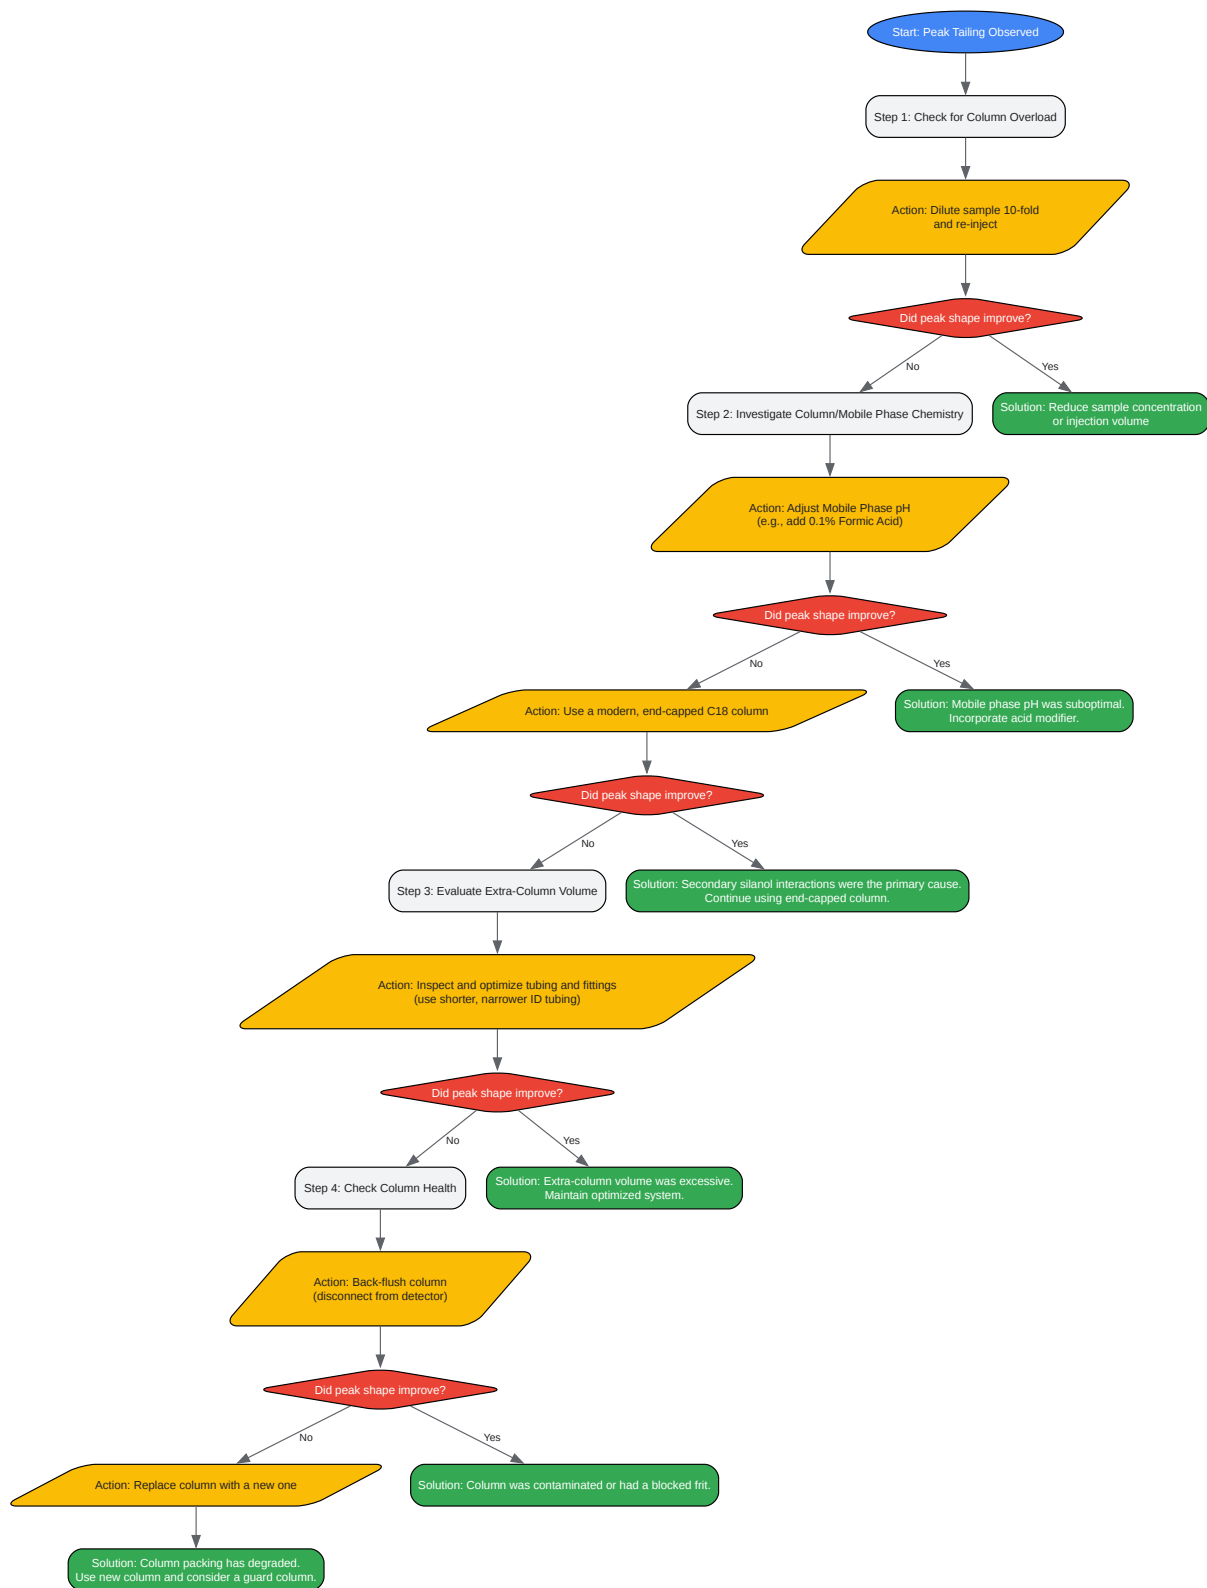 Start: Peak Tailing Observed
Step 1: Check for Column Overload
Action: Dilute sample 10-fold
and re-inject
Did peak shape improve?
No
Yes
Step 2: Investigate Column/Mobile Phase Chemistry
Solution: Reduce sample concentration
or injection volume
Action: Adjust Mobile Phase pH
(e.g., add 0.1% Formic Acid)
Did peak shape improve?
No
Yes
Action: Use a modern, end-capped C18 column
Solution: Mobile phase pH was suboptimal.
Incorporate acid modifier.
Did peak shape improve?
No
Yes
Step 3: Evaluate Extra-Column Volume
Solution: Secondary silanol interactions were the primary cause.
Continue using end-capped column.
Action: Inspect and optimize tubing and fittings
(use shorter, narrower ID tubing)
Did peak shape improve?
No
Yes
Step 4: Check Column Health
Solution: Extra-column volume was excessive.
Maintain optimized system.
Action: Back-flush column
(disconnect from detector)
Did peak shape improve?
No
Yes
Action: Replace column with a new one
Solution: Column was contaminated or had a blocked frit.
Solution: Column packing has degraded.
Use new column and consider a guard column.